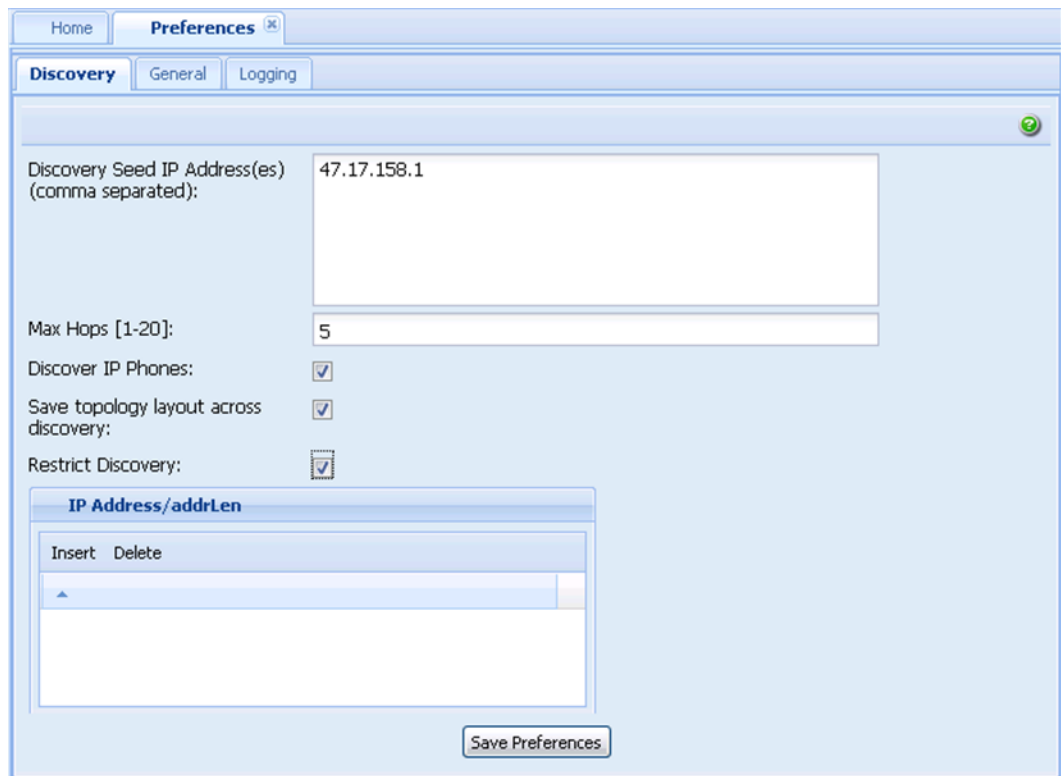 Home Preferences
Discovery General Logging
Discovery Seed IP Address(es)
(comma separated):
47.17.158.1
Max Hops [1-20]:
5
Discover IP Phones:
Save topology layout across
discovery:
Restrict Discovery:
IP Address/addrLen
Insert Delete
Save Preferences